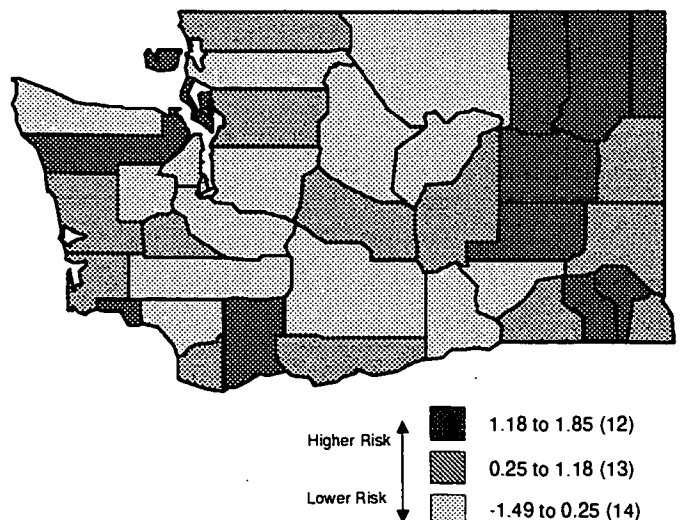 Higher Risk
Lower Risk
1.18 to 1.85 (12)
0.25 to 1.18 (13)
-1.49 to 0.25 (14)